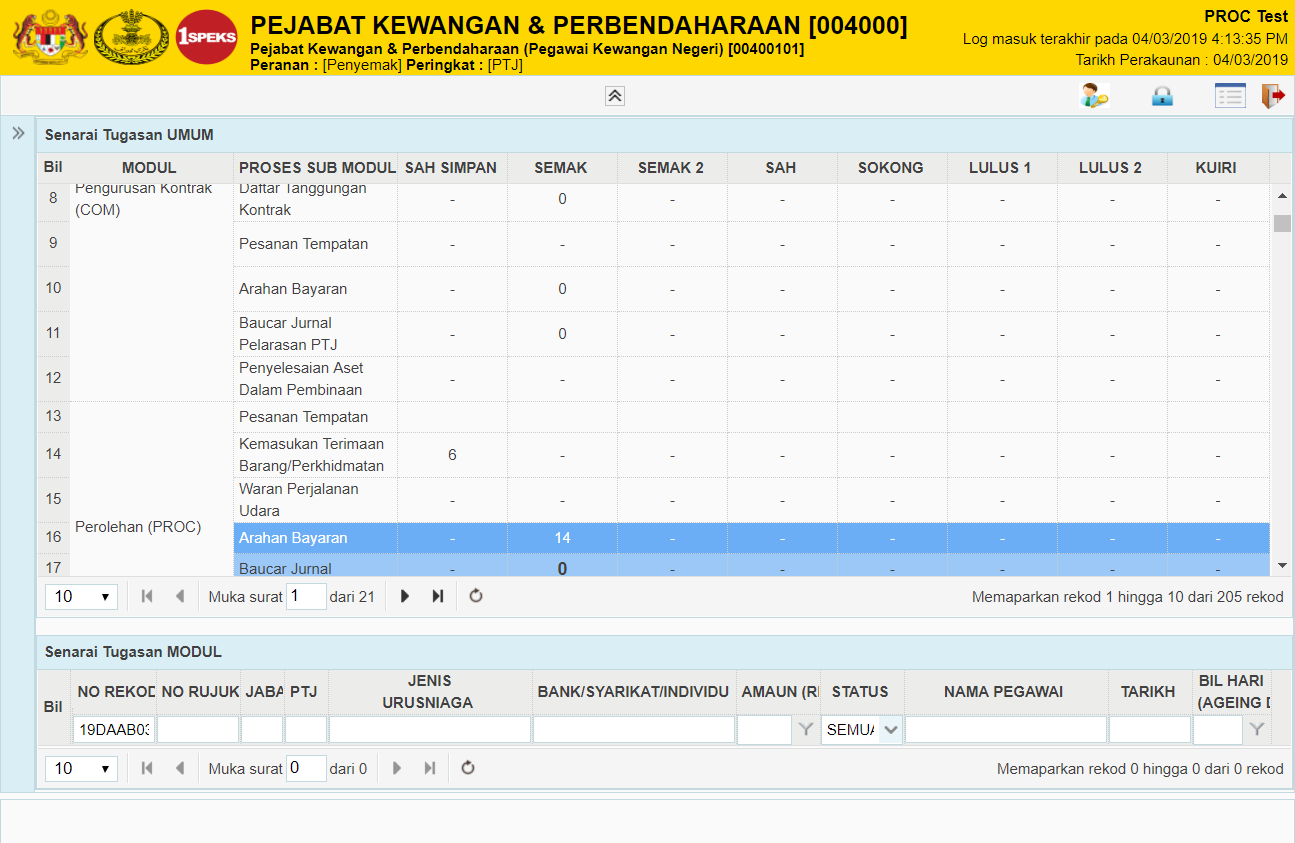 1SPEKS
PEJABAT KEWANGAN & PERBENDAHARAAN [004000]
Pejabat Kewangan & Perbendaharaan (Pegawai Kewangan Negeri) [00400101]
Peranan : [Penyemak] Peringkat : [PTJ]
PROC Test
Log masuk terakhir pada 04/03/2019 4:13:35 PM
Tarikh Perakaunan : 04/03/2019
Senarai Tugasan UMUM
Bil MODUL PROSES SUB MODUL SAH SIMPAN SEMAK SEMAK 2 SAH SOKONG LULUS 1 LULUS 2 KUIRI
8 Pengurusan Kontrak (COM) Daftar Tanggungan Kontrak - 0 - - - - - -
9 Pesanan Tempatan - - - - - - - -
10 Arahan Bayaran - 0 - - - - - -
11 Baucar Jurnal Pelarasan PTJ - 0 - - - - - -
12 Penyelesaian Aset Dalam Pembinaan - - - - - - - -
13 Pesanan Tempatan
14 Kemasukan Terimaan Barang/Perkhidmatan 6 - - - - - - -
15 Waran Perjalanan Udara - - - - - - - -
Perolehan (PROC)
16 Arahan Bayaran - 14 - - - - - -
17 Baucar Jurnal - 0 - - - - - -
10 Muka surat 1 dari 21 Memaparkan rekod 1 hingga 10 dari 205 rekod
Senarai Tugasan MODUL
Bil NO REKOD NO RUJUK JABA PTJ JENIS URUSNIAGA BANK/SYARIKAT/INDIVIDU AMAUN (RI STATUS NAMA PEGAWAI TARIKH BIL HARI (AGEING D
19DAAB03 SEMUA
10 Muka surat 0 dari 0 Memaparkan rekod 0 hingga 0 dari 0 rekod